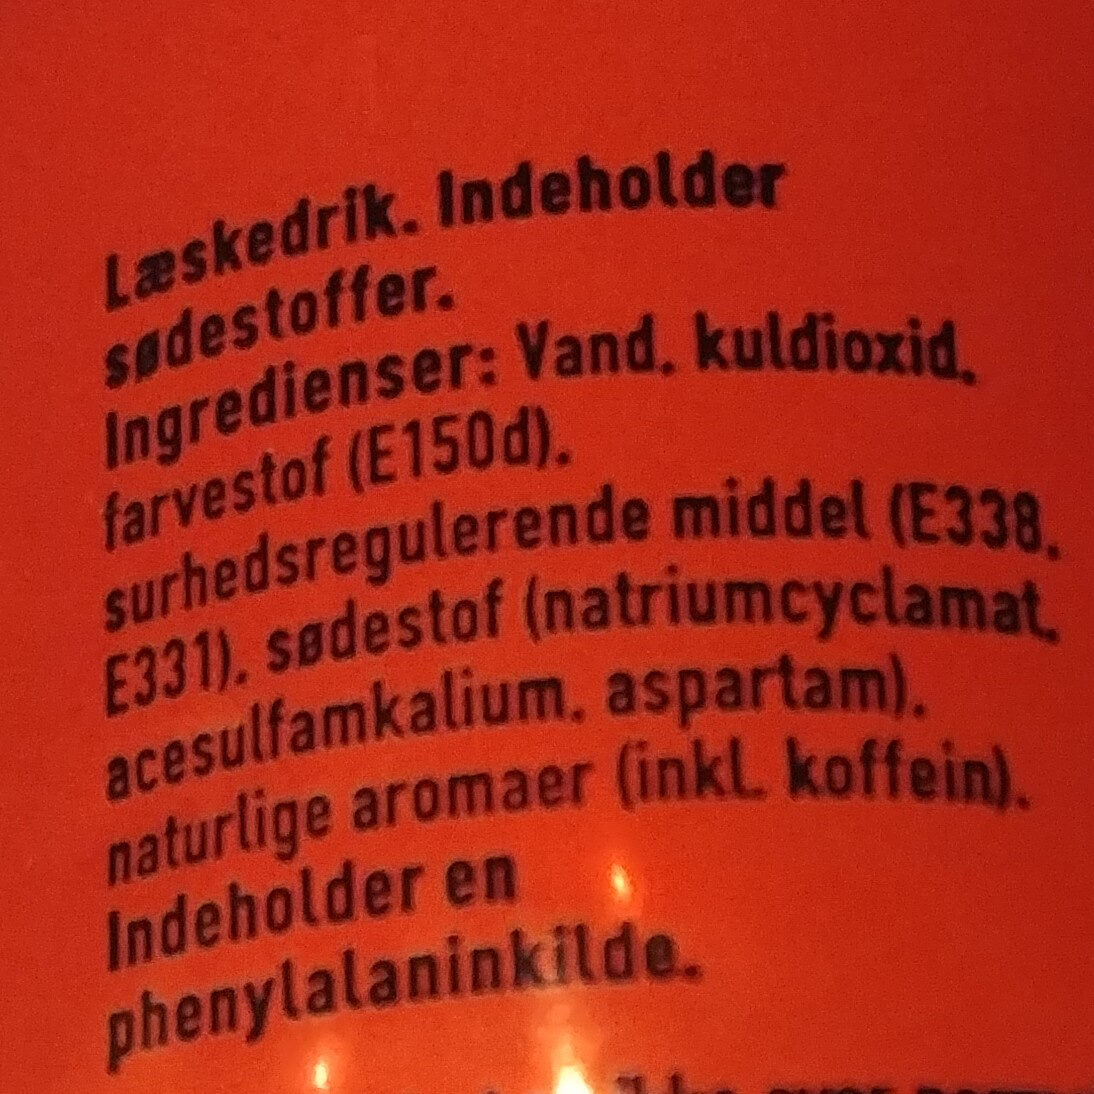 Læskedrik. Indeholder
sødestoffer.
Ingredienser: Vand, kuldioxid,
farvestof (E150d),
surhedsregulerende middel (E338,
E331), sødestof (natriumcyclamat,
acesulfamkalium, aspartam),
naturlige aromaer (inkl. koffein).
Indeholder en
phenylalaninkilde.